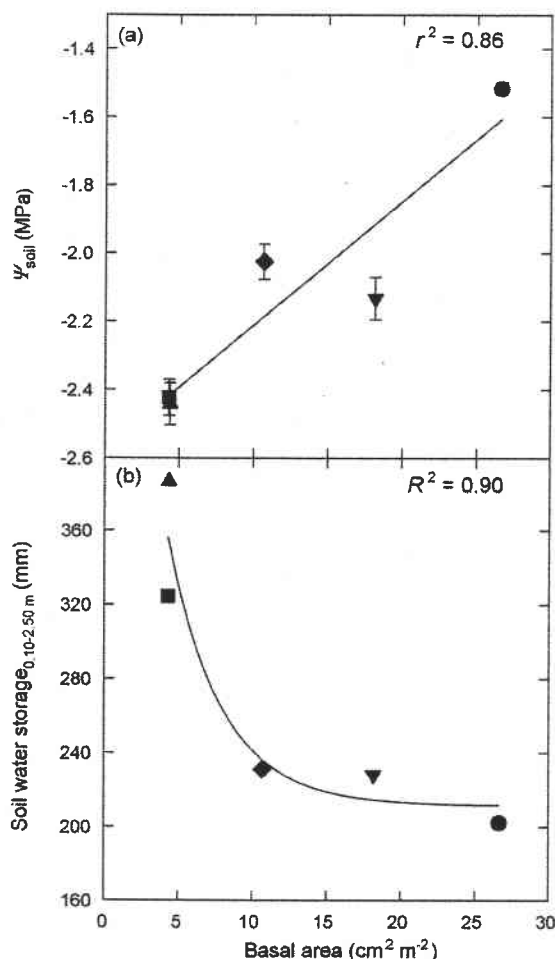 (a)
r² = 0.86
-1.4
-1.6
-1.8
-2.0
-2.2
-2.4
-2.6
Ψsoil (MPa)
(b)
R² = 0.90
360
320
280
240
200
160
Soil water storage0.10-2.50 m (mm)
0 5 10 15 20 25 30
Basal area (cm² m⁻²)